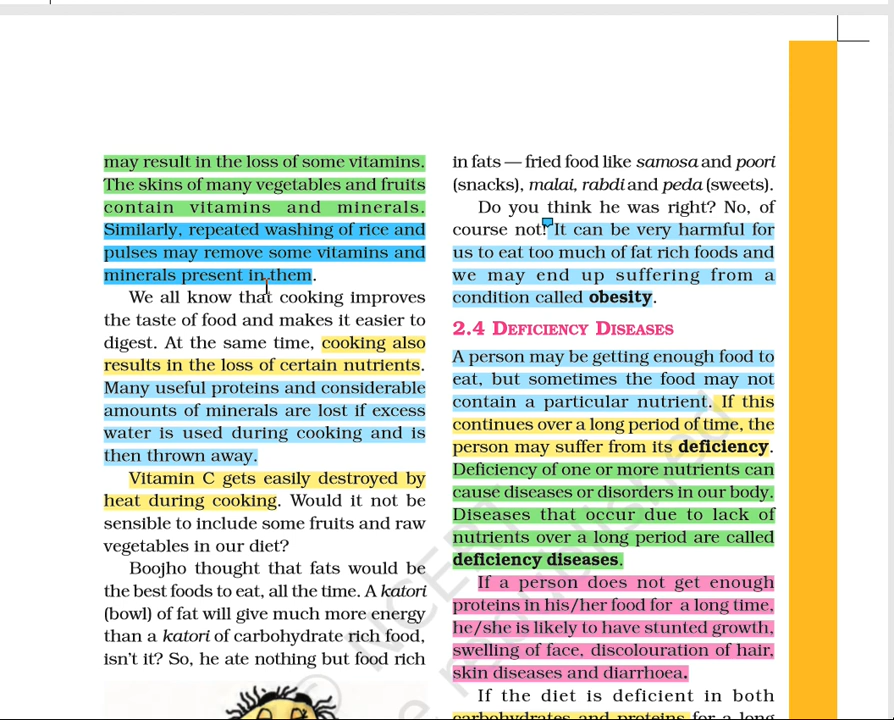 may result in the loss of some vitamins.
The skins of many vegetables and fruits
contain vitamins and minerals.
Similarly, repeated washing of rice and
pulses may remove some vitamins and
minerals present in them.
We all know that cooking improves
the taste of food and makes it easier to
digest. At the same time, cooking also
results in the loss of certain nutrients.
Many useful proteins and considerable
amounts of minerals are lost if excess
water is used during cooking and is
then thrown away.
Vitamin C gets easily destroyed by
heat during cooking. Would it not be
sensible to include some fruits and raw
vegetables in our diet?
Boojho thought that fats would be
the best foods to eat, all the time. A katori
(bowl) of fat will give much more energy
than a katori of carbohydrate rich food,
isn't it? So, he ate nothing but food rich
in fats — fried food like samosa and poori
(snacks), malai, rabdi and peda (sweets).
Do you think he was right? No, of
course not! It can be very harmful for
us to eat too much of fat rich foods and
we may end up suffering from a
condition called obesity.
2.4 DEFICIENCY DISEASES
A person may be getting enough food to
eat, but sometimes the food may not
contain a particular nutrient. If this
continues over a long period of time, the
person may suffer from its deficiency.
Deficiency of one or more nutrients can
cause diseases or disorders in our body.
Diseases that occur due to lack of
nutrients over a long period are called
deficiency diseases.
If a person does not get enough
proteins in his/her food for a long time,
he/she is likely to have stunted growth,
swelling of face, discolouration of hair,
skin diseases and diarrhoea.
If the diet is deficient in both
carbohydrates and proteins for a long
© NCERT